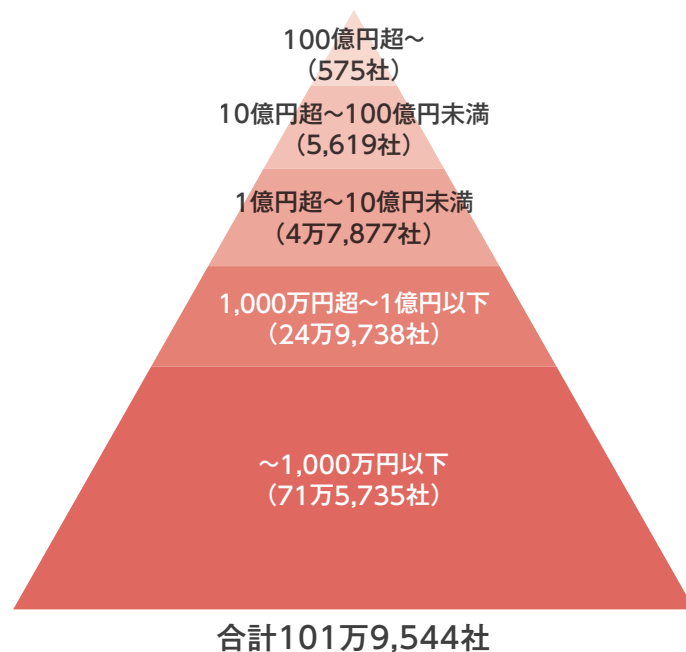 100億円超～
（575社）
10億円超～100億円未満
（5,619社）
1億円超～10億円未満
（4万7,877社）
1,000万円超～1億円以下
（24万9,738社）
～1,000万円以下
（71万5,735社）
合計101万9,544社